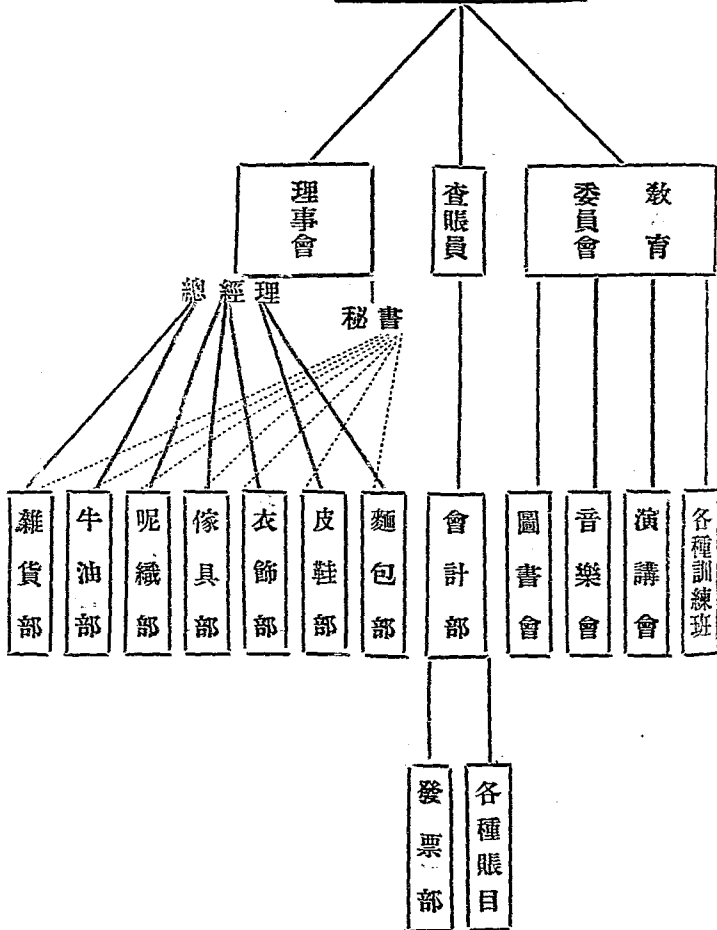 教育
委員會
查賬員
理事會
總經理
秘書
各種訓練班
演講會
音樂會
圖書會
會計部
麵包部
皮鞋部
衣飾部
傢具部
呢織部
牛油部
雜貨部
各種賬目
發票部